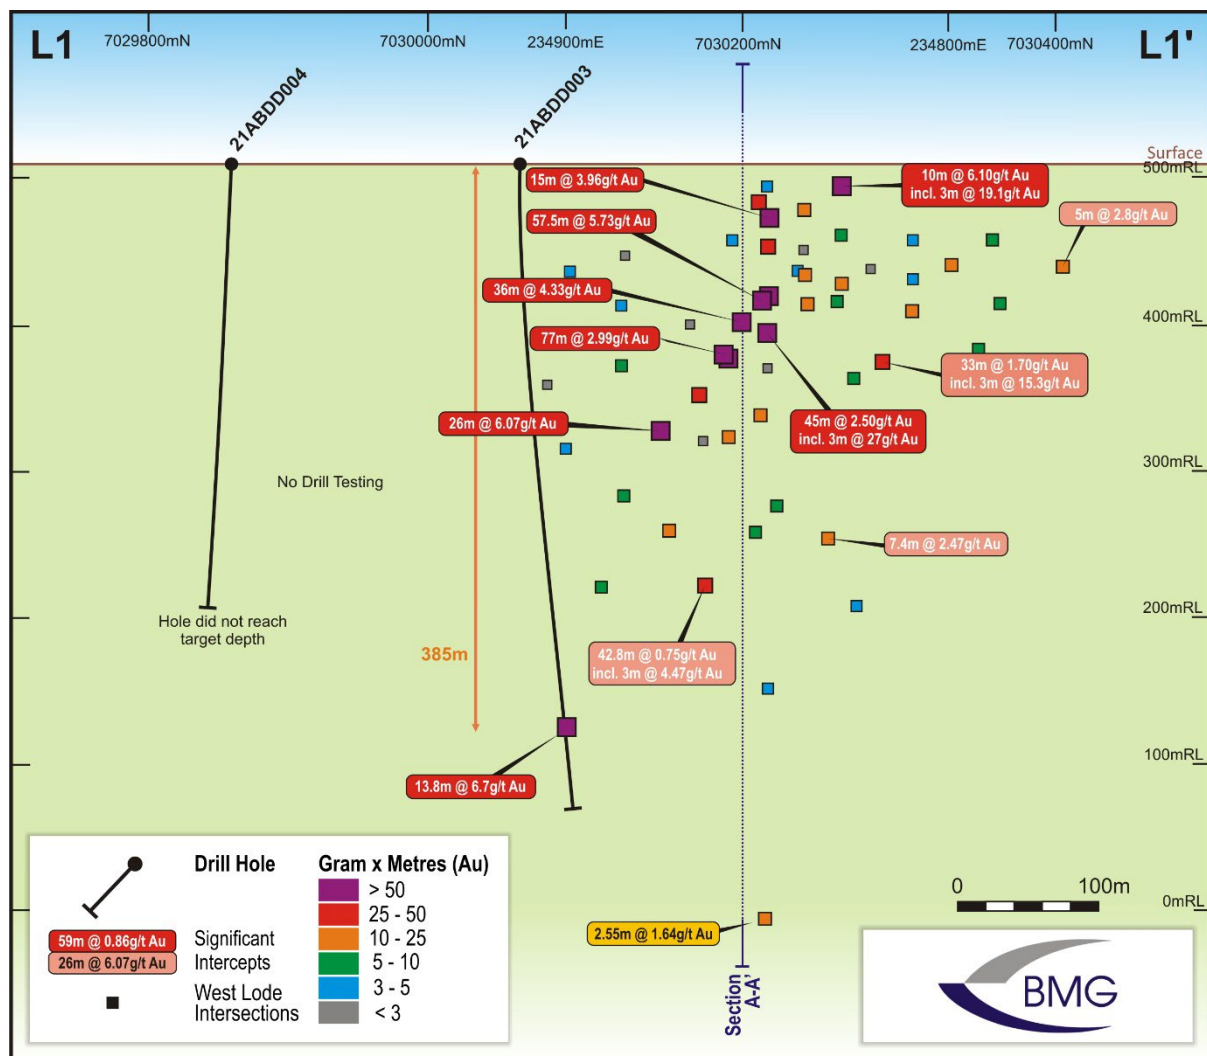 L1
7029800mN
7030000mN
234900mE
7030200mN
234800mE
7030400mN
L1'
21ABDD004
21ABDD003
Surface
500mRL
15m @ 3.96g/t Au
10m @ 6.10g/t Au
incl. 3m @ 19.1g/t Au
5m @ 2.8g/t Au
57.5m @ 5.73g/t Au
36m @ 4.33g/t Au
400mRL
77m @ 2.99g/t Au
33m @ 1.70g/t Au
incl. 3m @ 15.3g/t Au
26m @ 6.07g/t Au
45m @ 2.50g/t Au
incl. 3m @ 27g/t Au
300mRL
No Drill Testing
7.4m @ 2.47g/t Au
200mRL
Hole did not reach
target depth
385m
42.8m @ 0.75g/t Au
incl. 3m @ 4.47g/t Au
100mRL
13.8m @ 6.7g/t Au
0mRL
2.55m @ 1.64g/t Au
Section
A-A'
Drill Hole
59m @ 0.86g/t Au
26m @ 6.07g/t Au
Significant
Intercepts
West Lode
Intersections
Gram x Metres (Au)
> 50
25 - 50
10 - 25
5 - 10
3 - 5
< 3
0
100m
BMG